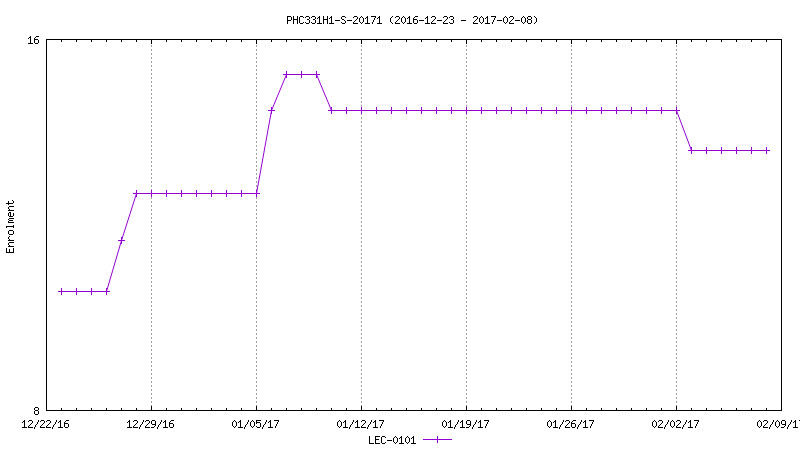 PHC331H1-S-20171 (2016-12-23 - 2017-02-08)
16
Enrolment
8
12/22/16 12/29/16 01/05/17 01/12/17 01/19/17 01/26/17 02/02/17 02/09/1
LEC-0101